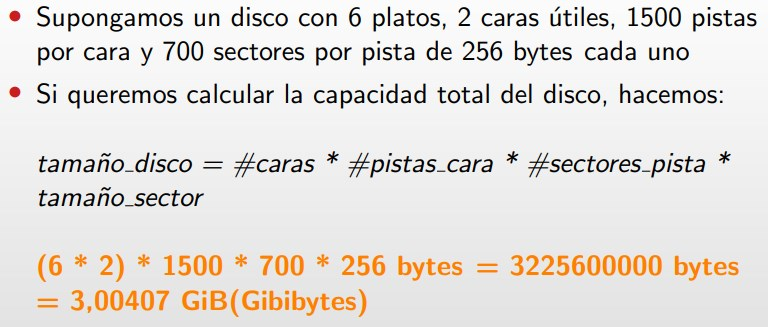 • Supongamos un disco con 6 platos, 2 caras útiles, 1500 pistas
por cara y 700 sectores por pista de 256 bytes cada uno
• Si queremos calcular la capacidad total del disco, hacemos:
tamaño_disco = #caras * #pistas_cara * #sectores_pista *
tamaño_sector
(6 * 2) * 1500 * 700 * 256 bytes = 3225600000 bytes
= 3,00407 GiB(Gibibytes)